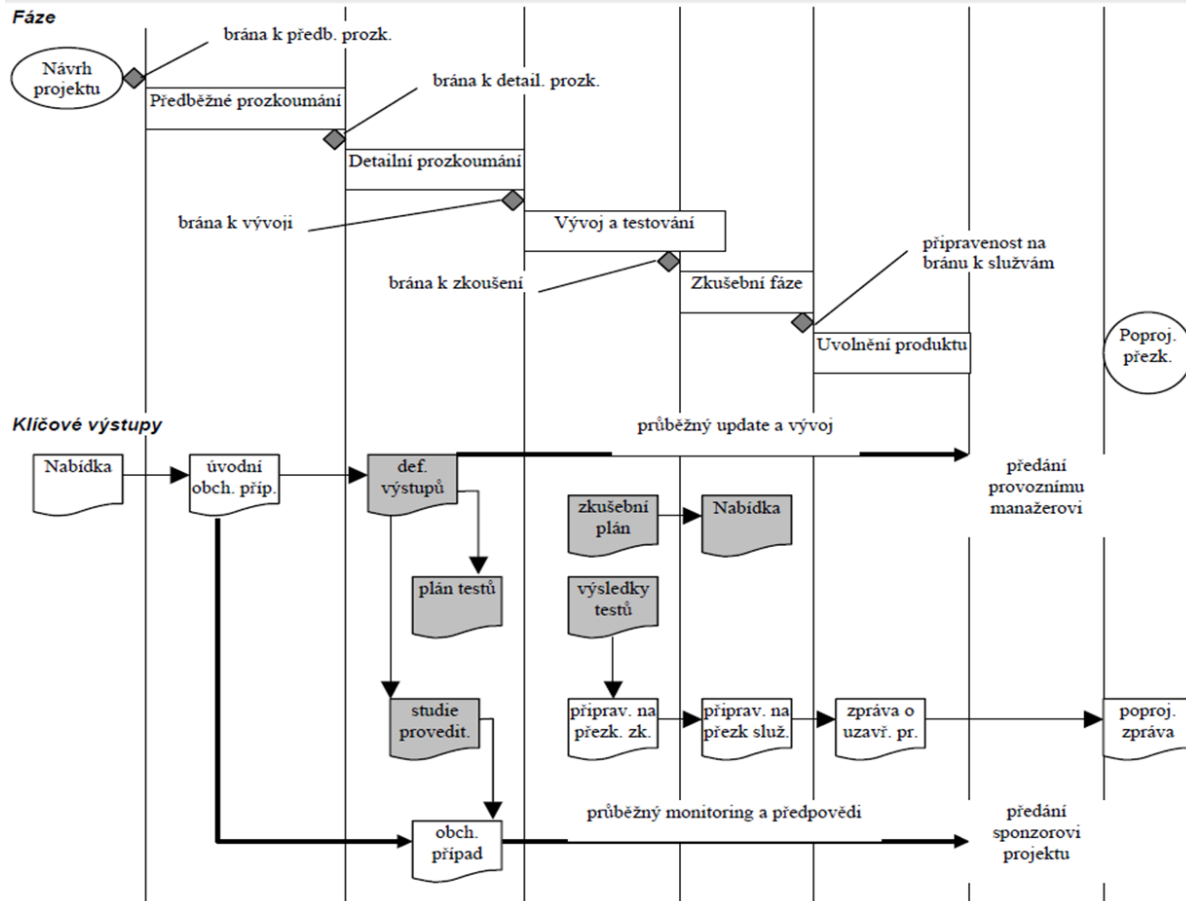 Fáze
brána k předb. prozk.
Návrh
projektu
brána k detail. prozk.
Předběžné prozkoumání
Detailní prozkoumání
brána k vývoji
Vývoj a testování
připravenost na
bránu k službám
brána k zkoušení
Zkušební fáze
Uvolnění produktu
Poproj.
přezk.
Klíčové výstupy
průběžný update a vývoj
Nabídka
úvodní
obch. příp.
def.
výstupů
předání
provoznímu
manažerovi
zkušební
plán
Nabídka
plán testů
výsledky
testů
studie
provedit.
připrav. na
přezk. zk.
připrav. na
přezk služ.
zpráva o
uzavř. pr.
poproj.
zpráva
průběžný monitoring a předpovědi
obch.
případ
předání
sponzorovi
projektu